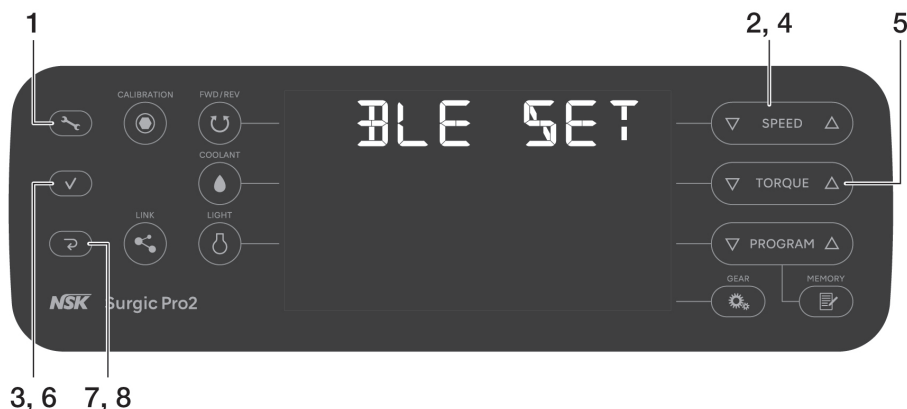 1
2, 4
5
CALIBRATION
FWD/REV
BLE SET
SPEED
COOLANT
TORQUE
LINK
LIGHT
PROGRAM
GEAR
MEMORY
NSK Surgic Pro2
3, 6
7, 8